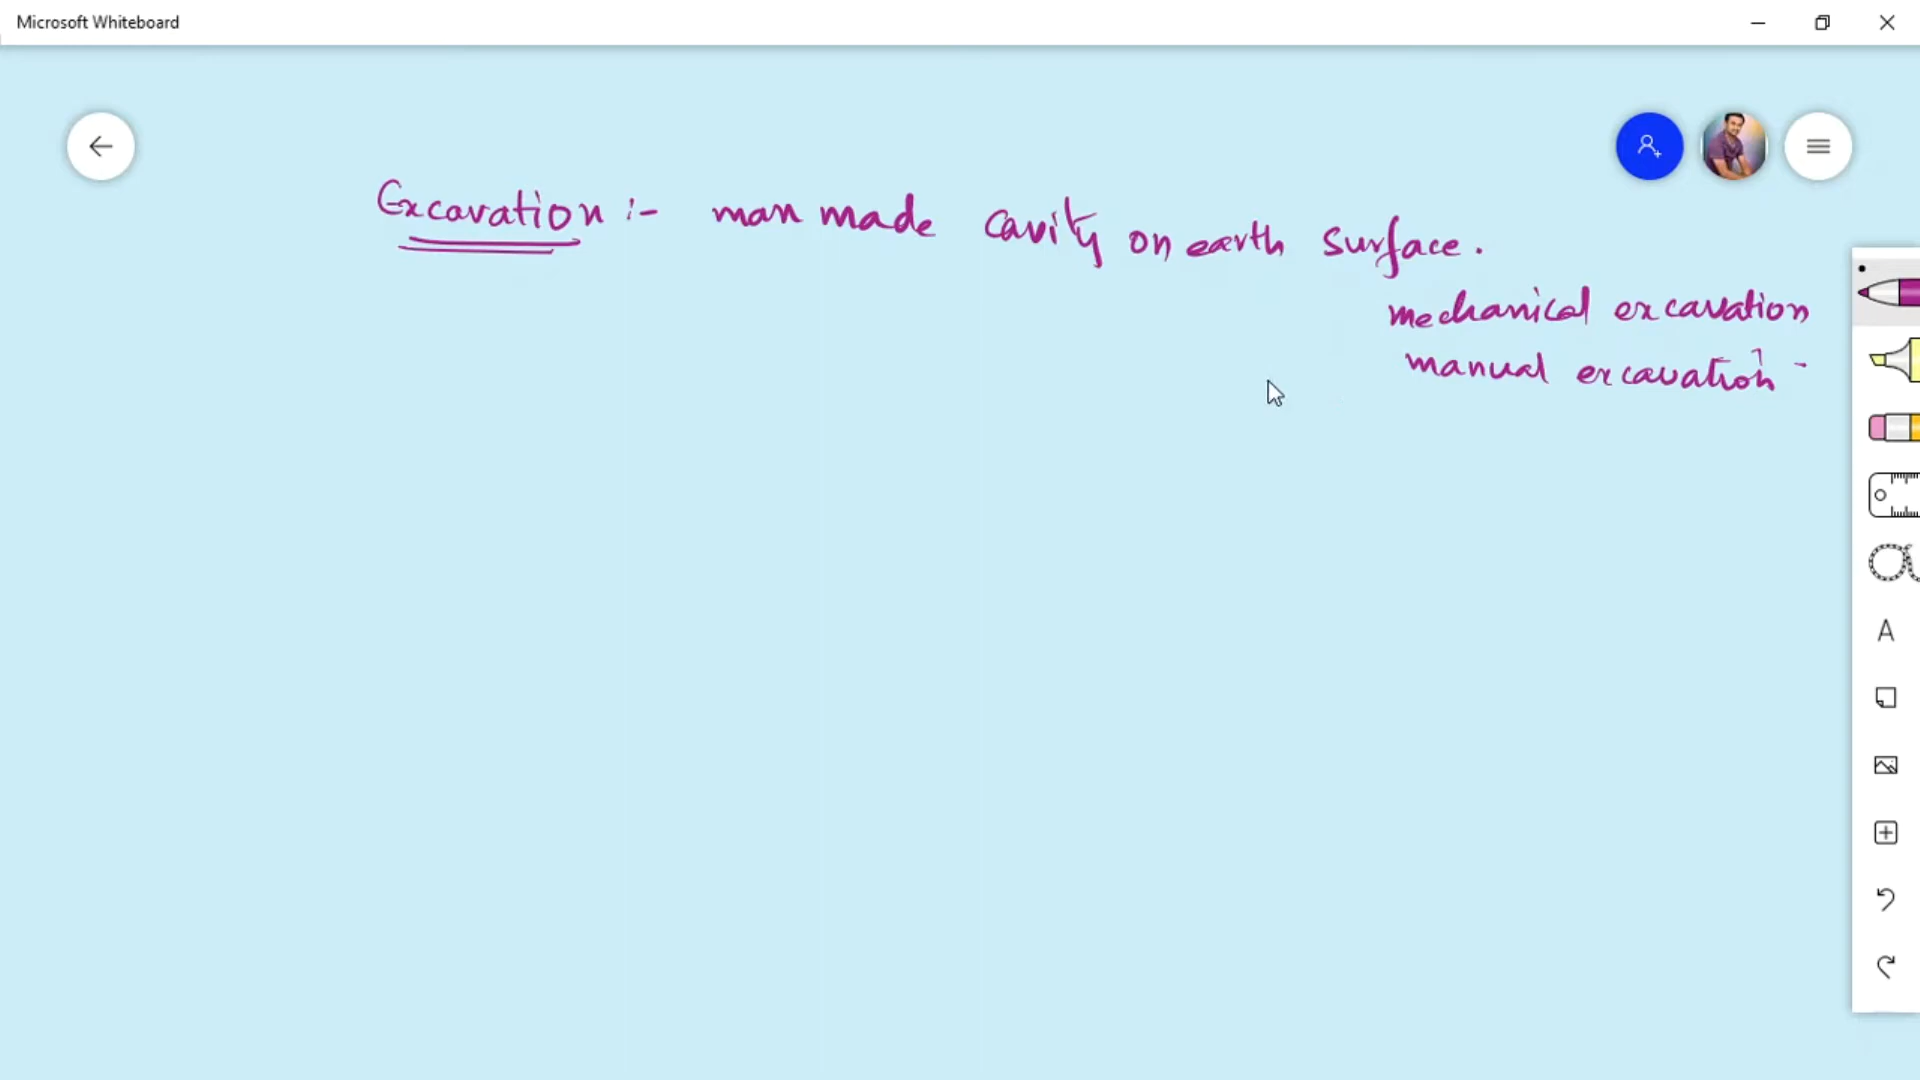 Microsoft Whiteboard
Excavation :- man made cavity on earth surface.
mechanical excavation
manual excavation -
A